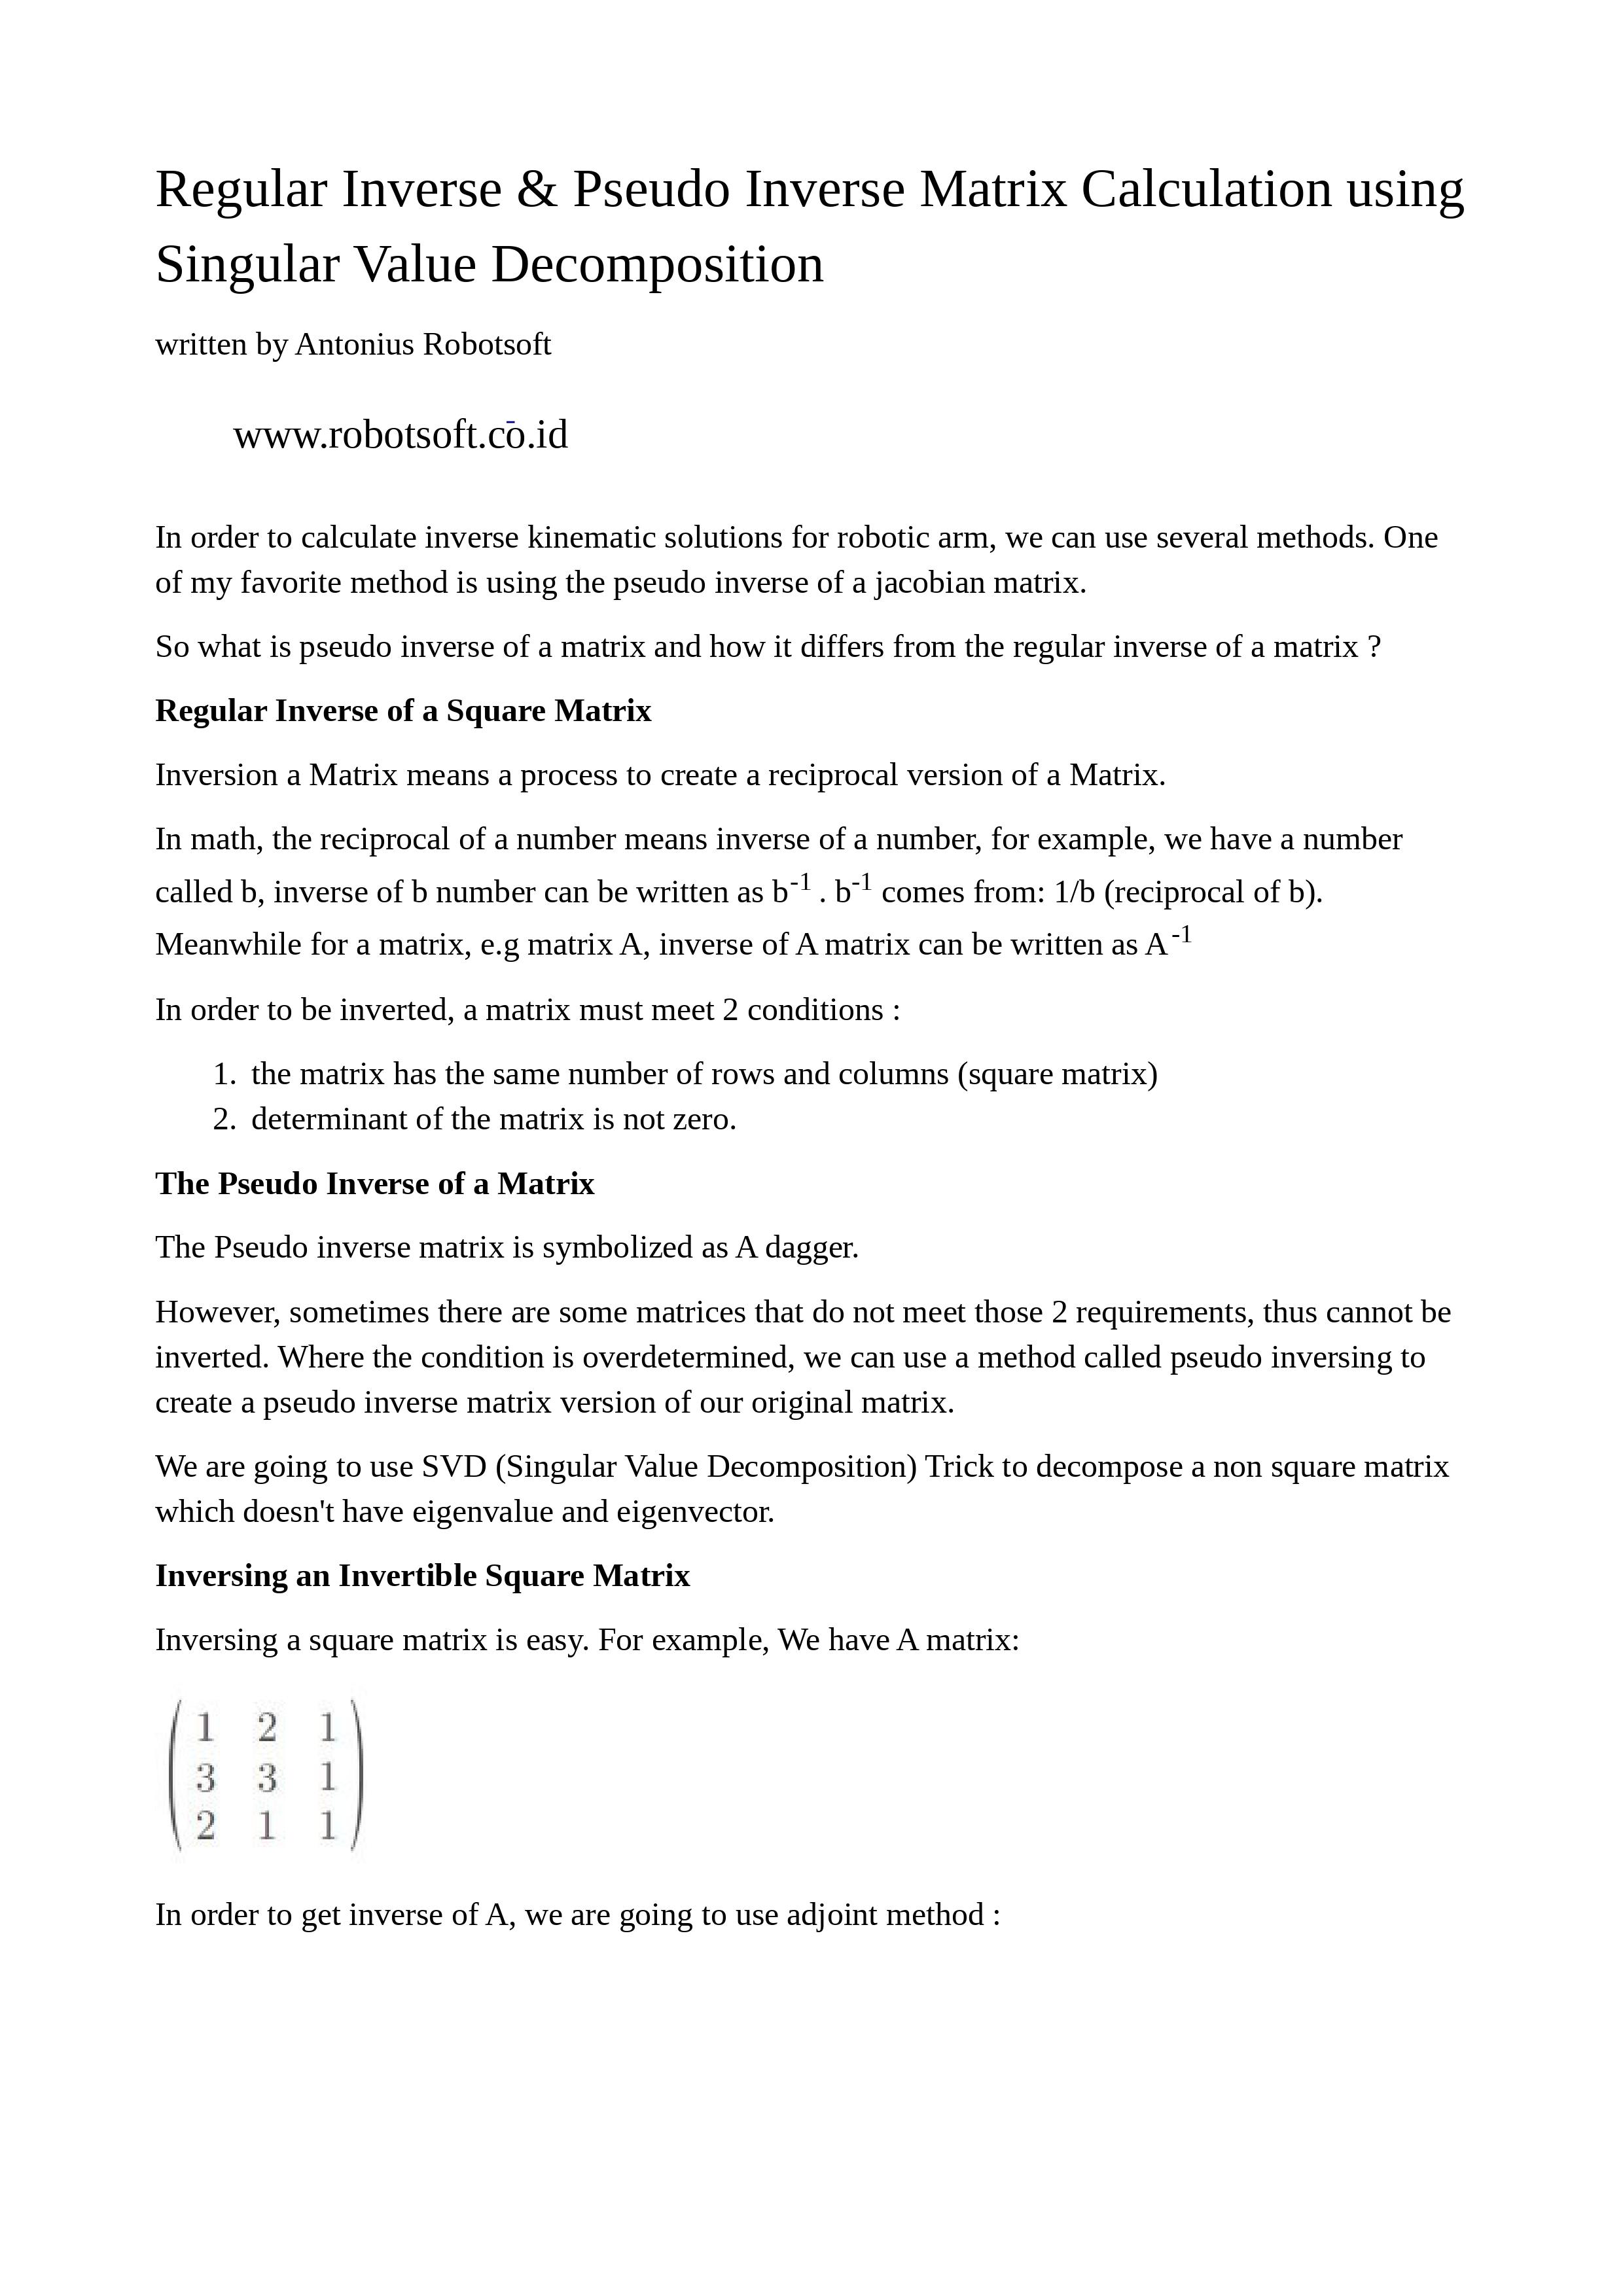 Regular Inverse & Pseudo Inverse Matrix Calculation using
Singular Value Decomposition
written by Antonius Robotsoft
www.robotsoft.co.id
In order to calculate inverse kinematic solutions for robotic arm, we can use several methods. One
of my favorite method is using the pseudo inverse of a jacobian matrix.
So what is pseudo inverse of a matrix and how it differs from the regular inverse of a matrix ?
Regular Inverse of a Square Matrix
Inversion a Matrix means a process to create a reciprocal version of a Matrix.
In math, the reciprocal of a number means inverse of a number, for example, we have a number
called b, inverse of b number can be written as b-1 . b-1 comes from: 1/b (reciprocal of b).
Meanwhile for a matrix, e.g matrix A, inverse of A matrix can be written as A-1
In order to be inverted, a matrix must meet 2 conditions :
1. the matrix has the same number of rows and columns (square matrix)
2. determinant of the matrix is not zero.
The Pseudo Inverse of a Matrix
The Pseudo inverse matrix is symbolized as A dagger.
However, sometimes there are some matrices that do not meet those 2 requirements, thus cannot be
inverted. Where the condition is overdetermined, we can use a method called pseudo inversing to
create a pseudo inverse matrix version of our original matrix.
We are going to use SVD (Singular Value Decomposition) Trick to decompose a non square matrix
which doesn't have eigenvalue and eigenvector.
Inversing an Invertible Square Matrix
Inversing a square matrix is easy. For example, We have A matrix:
1 2 1
3 3 1
2 1 1
In order to get inverse of A, we are going to use adjoint method :